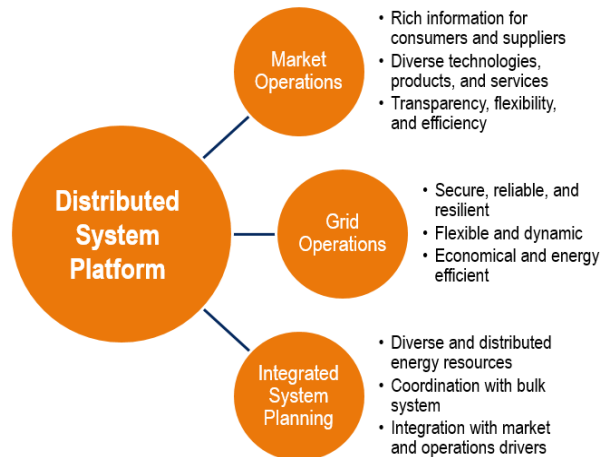 Distributed
System
Platform
Market
Operations
• Rich information for
consumers and suppliers
• Diverse technologies,
products, and services
• Transparency, flexibility,
and efficiency
Grid
Operations
• Secure, reliable, and
resilient
• Flexible and dynamic
• Economical and energy
efficient
Integrated
System
Planning
• Diverse and distributed
energy resources
• Coordination with bulk
system
• Integration with market
and operations drivers